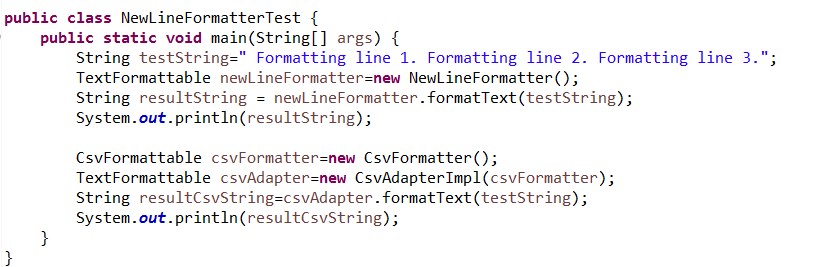 public class NewLineFormatterTest {
    public static void main(String[] args) {
        String testString=" Formatting line 1. Formatting line 2. Formatting line 3.";
        TextFormattable newLineFormatter=new NewLineFormatter();
        String resultString = newLineFormatter.formatText(testString);
        System.out.println(resultString);

        CsvFormattable csvFormatter=new CsvFormatter();
        TextFormattable csvAdapter=new CsvAdapterImpl(csvFormatter);
        String resultCsvString=csvAdapter.formatText(testString);
        System.out.println(resultCsvString);
    }
}